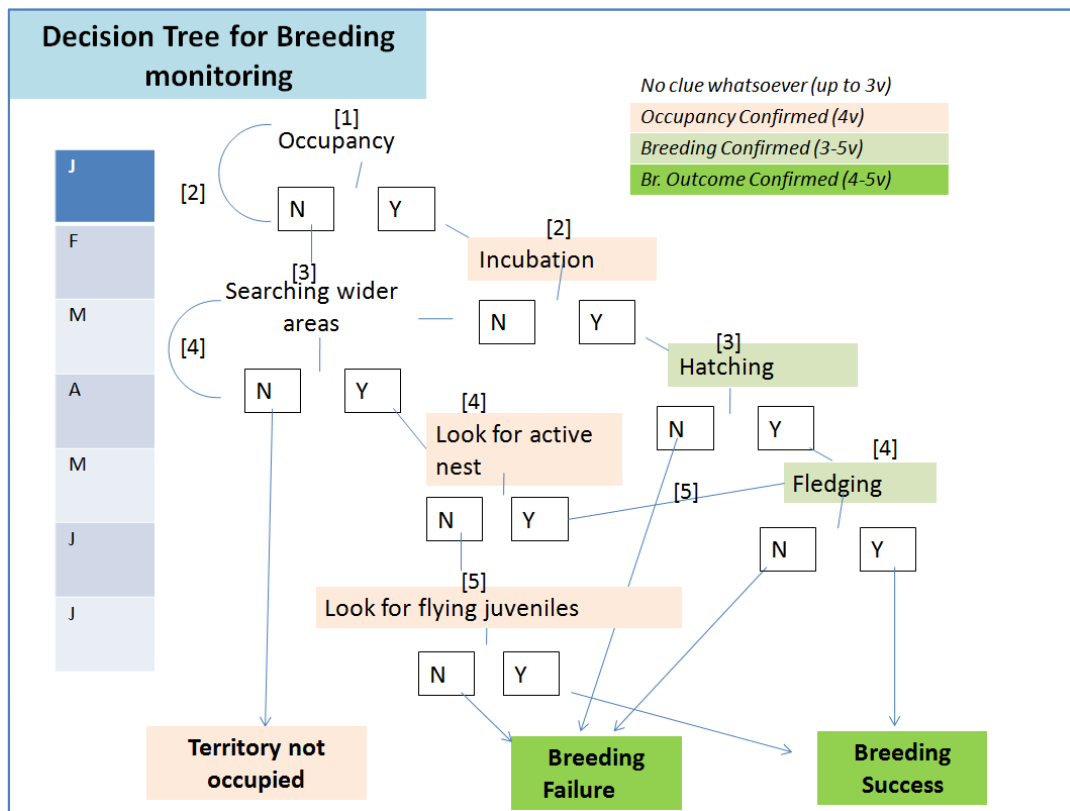 Decision Tree for Breeding
monitoring
No clue whatsoever (up to 3v)
Occupancy Confirmed (4v)
Breeding Confirmed (3-5v)
Br. Outcome Confirmed (4-5v)
J
F
M
A
M
J
J
[1]
Occupancy
[2]
N
Y
[2]
Incubation
N
Y
[3]
Searching wider
areas
[4]
N
Y
[3]
Hatching
N
Y
[4]
Look for active
nest
N
Y
[4]
Fledging
[5]
N
Y
[5]
Look for flying juveniles
N
Y
Territory not
occupied
Breeding
Failure
Breeding
Success